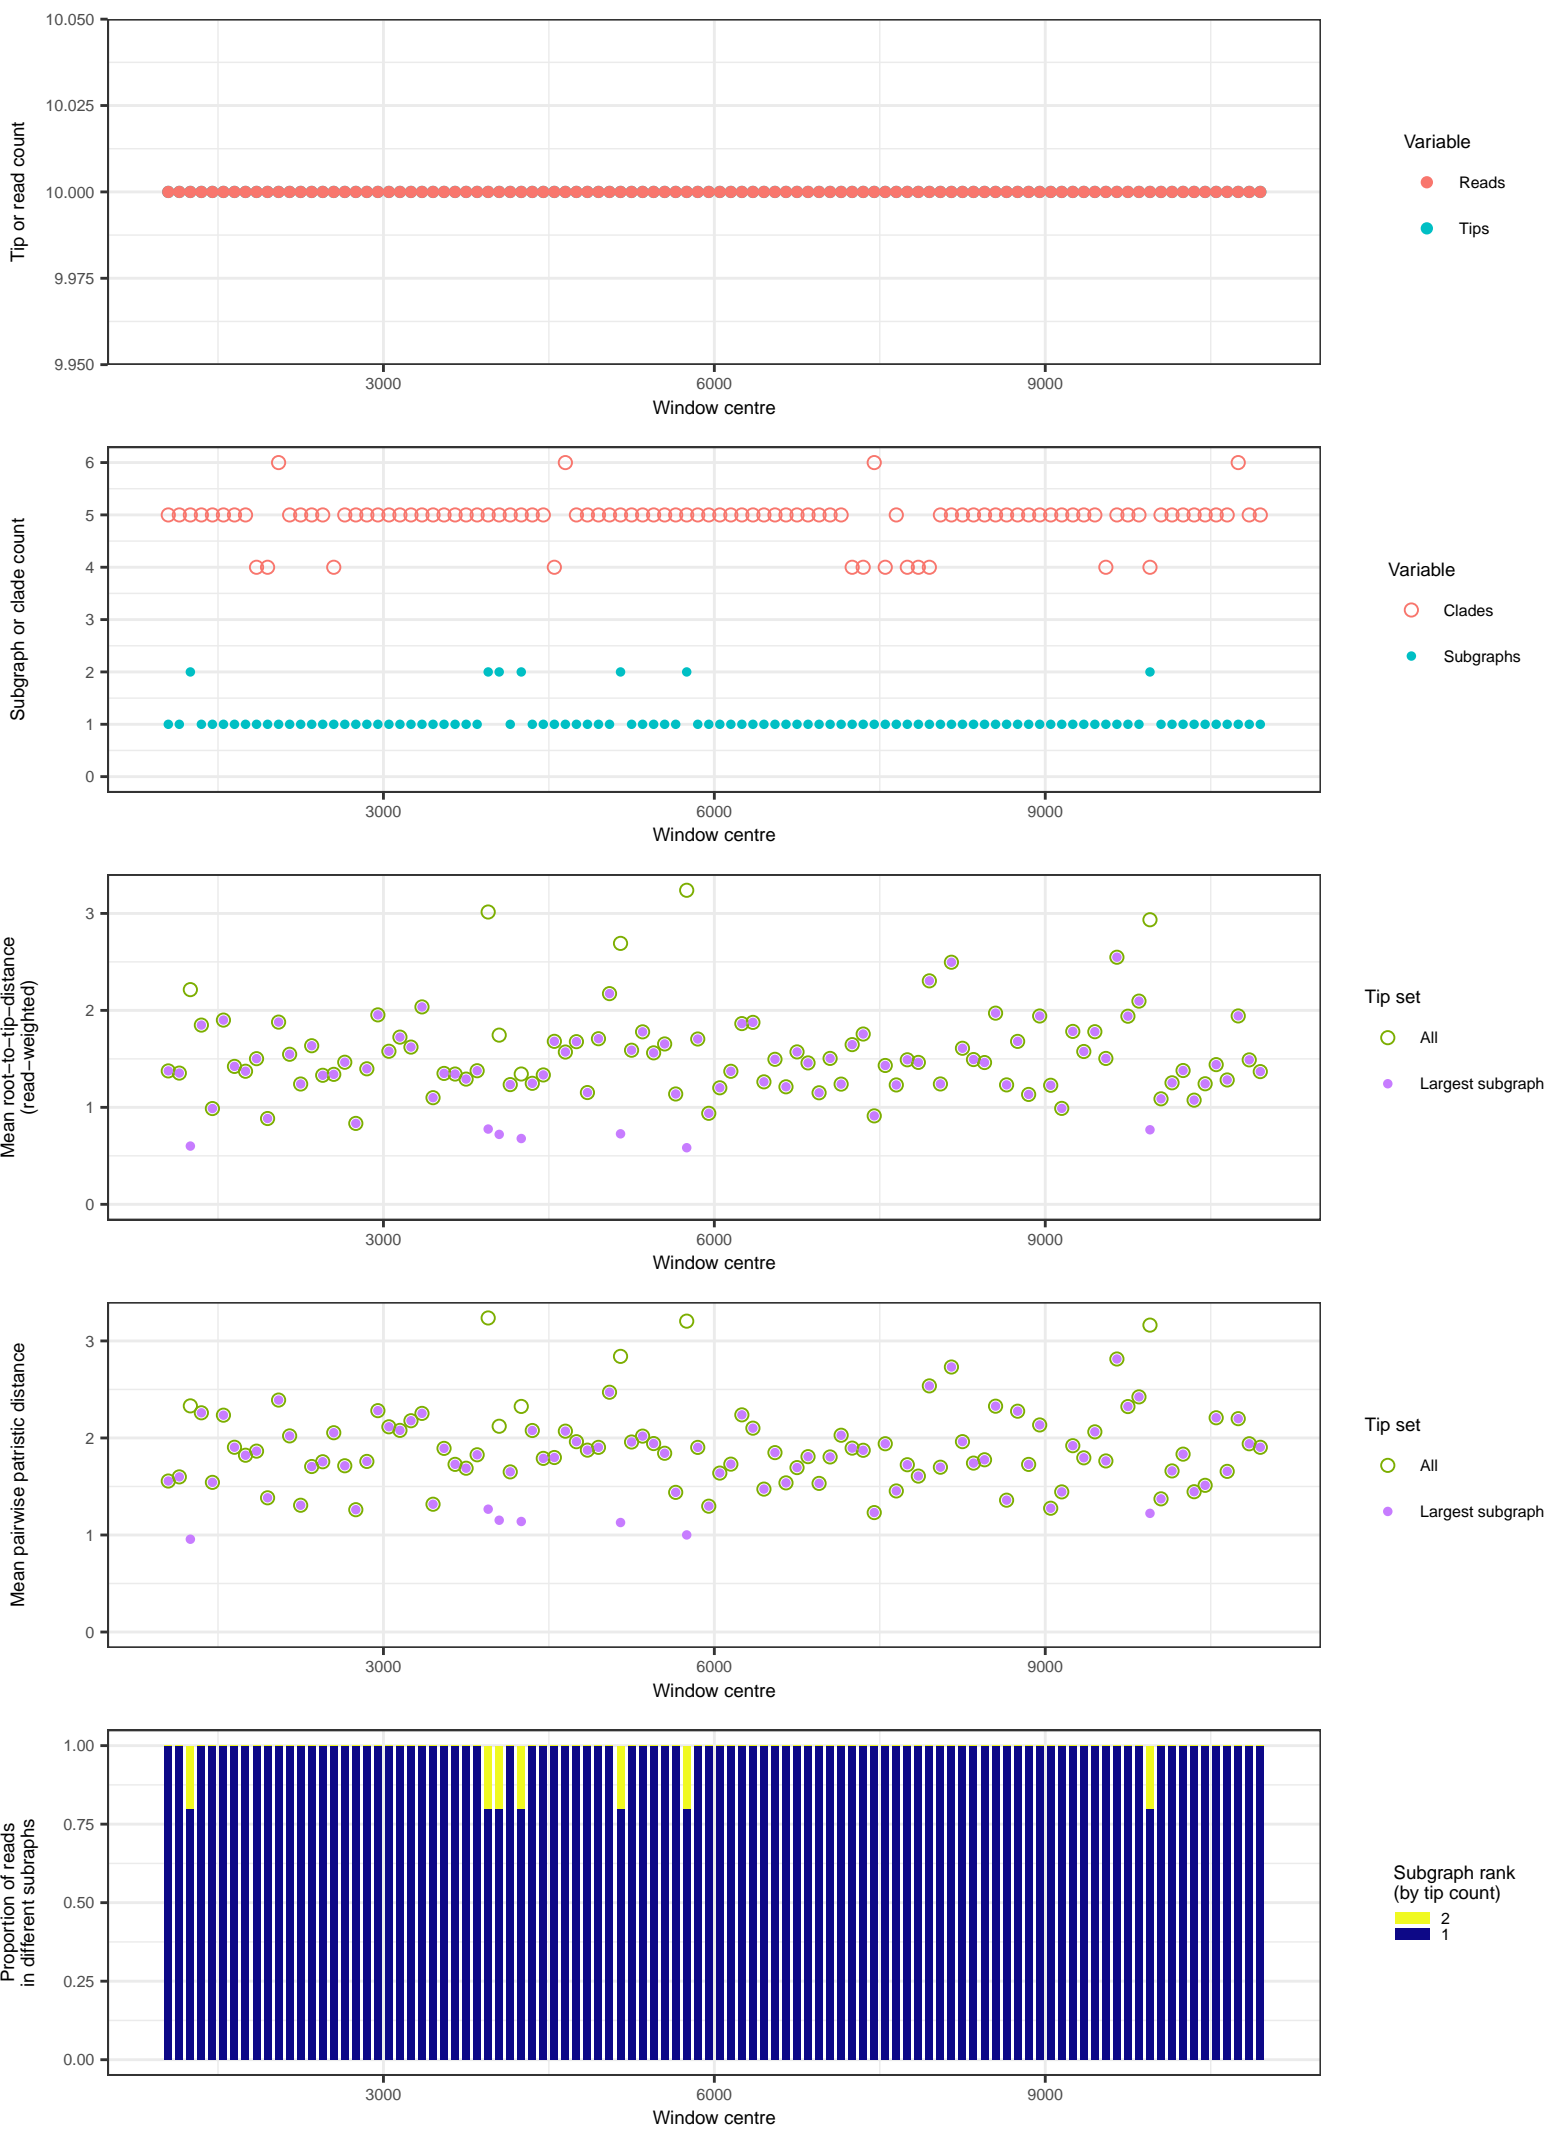 10.050
10.025
10.000
9.975
9.950
Tip or read count
3000
6000
9000
Window centre
Variable
Reads
Tips
6
5
4
3
2
1
0
Subgraph or clade count
3000
6000
9000
Window centre
Variable
Clades
Subgraphs
3
2
1
0
Mean root−to−tip−distance
(read−weighted)
3000
6000
9000
Window centre
Tip set
All
Largest subgraph
3
2
1
0
Mean pairwise patristic distance
3000
6000
9000
Window centre
Tip set
All
Largest subgraph
1.00
0.75
0.50
0.25
0.00
Proportion of reads
in different subraphs
3000
6000
9000
Window centre
Subgraph rank
(by tip count)
2
1